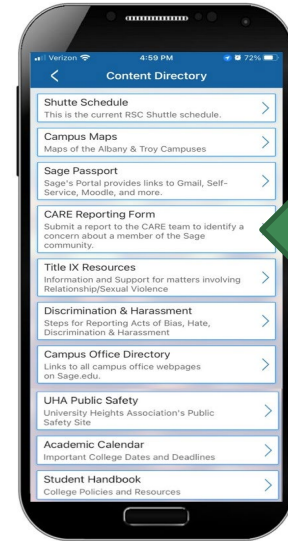 Verizon 4:59 PM 72%
Content Directory
Shutte Schedule
This is the current RSC Shuttle schedule.
Campus Maps
Maps of the Albany & Troy Campuses
Sage Passport
Sage's Portal provides links to Gmail, Self-
Service, Moodle, and more.
CARE Reporting Form
Submit a report to the CARE team to identify a
concern about a member of the Sage
community.
Title IX Resources
Information and Support for matters involving
Relationship/Sexual Violence
Discrimination & Harassment
Steps for Reporting Acts of Bias, Hate,
Discrimination & Harassment
Campus Office Directory
Links to all campus office webpages
on Sage.edu.
UHA Public Safety
University Heights Association's Public
Safety Site
Academic Calendar
Important College Dates and Deadlines
Student Handbook
College Policies and Resources